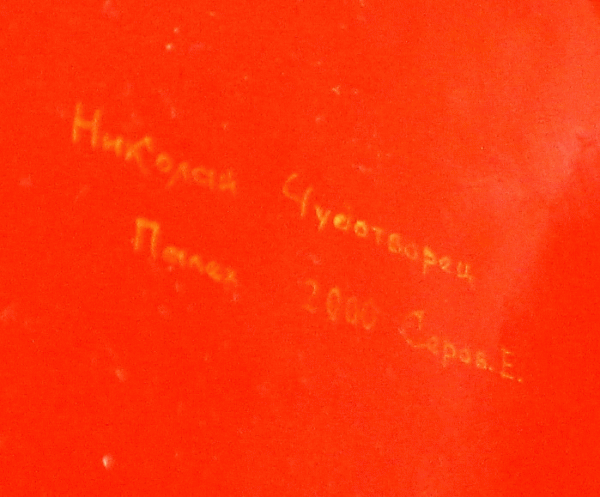 Николай Чудотворец
Палех 2000 Серов. Е.